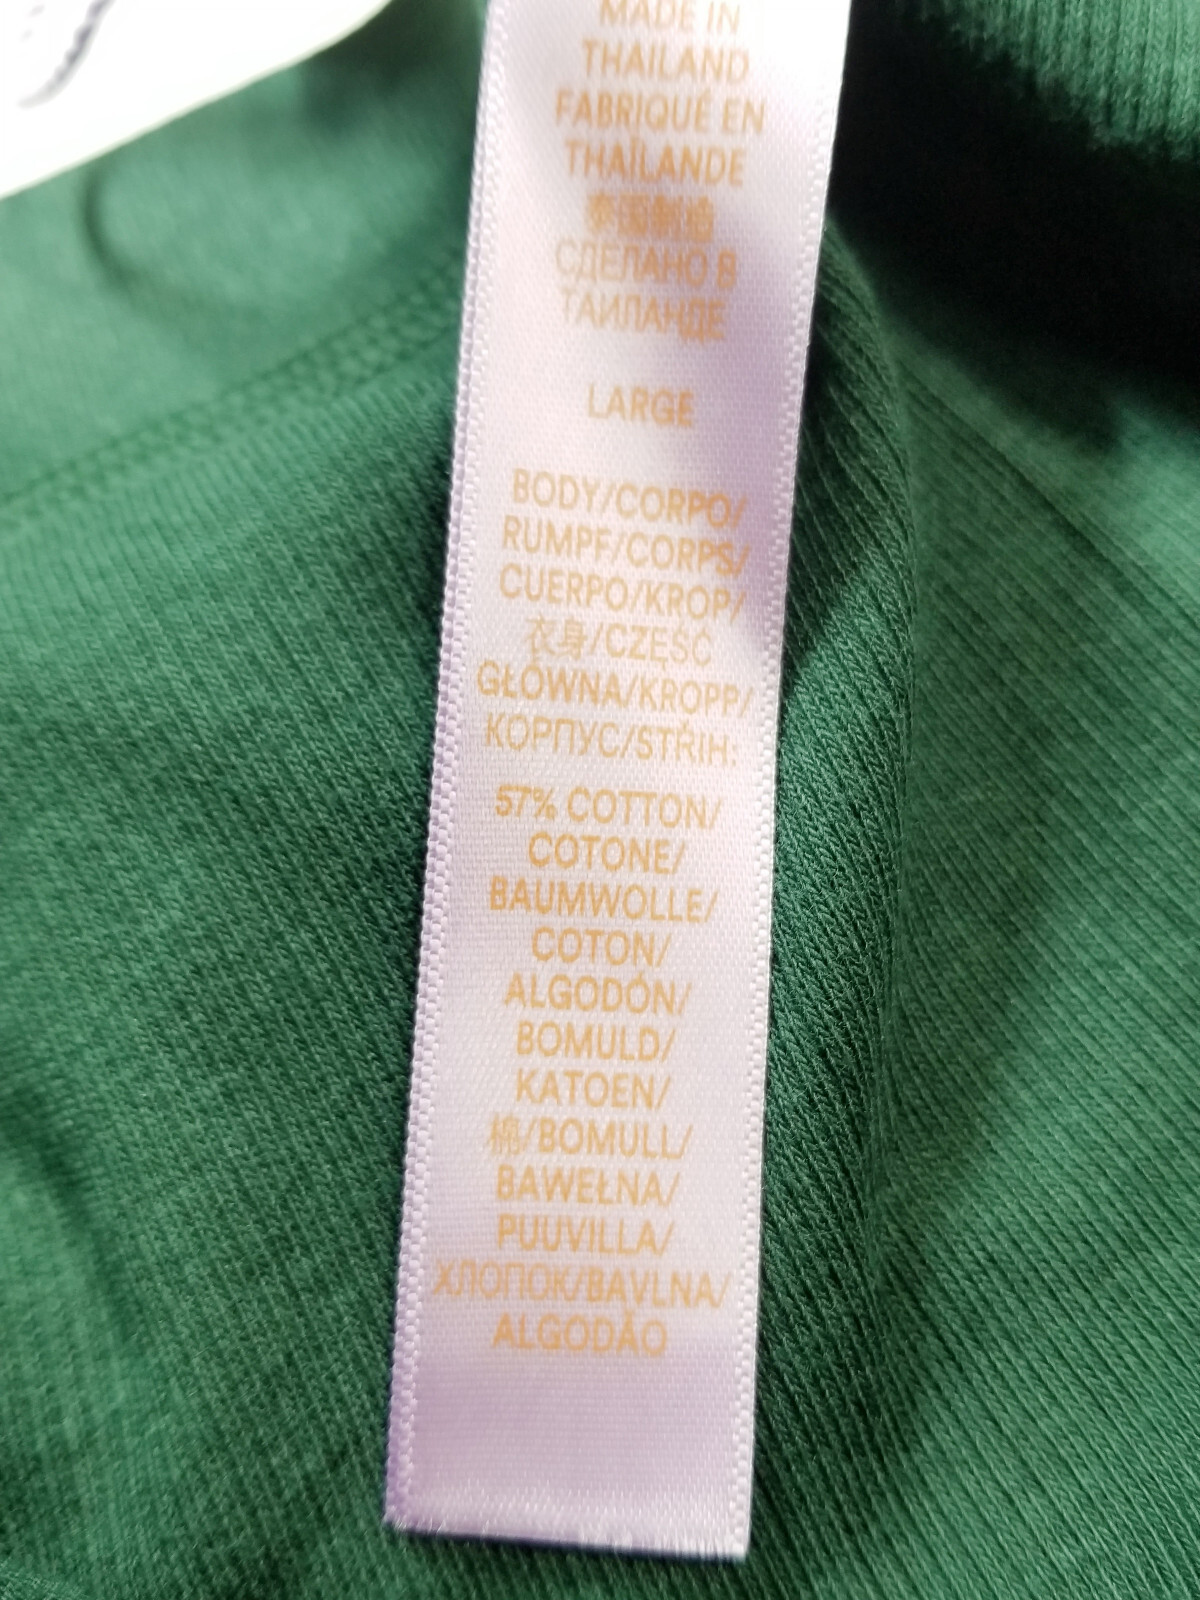 MADE IN
THAILAND
FABRIQUÉ EN
THAÏLANDE
泰国制造
СДЕЛАНО В
ТАИЛАНДЕ
LARGE
BODY/CORPO/
RUMPF/CORPS/
CUERPO/KROP/
衣身/CZĘŚĆ
GŁÓWNA/KROPP/
КОРПУС/STŘIH:
57% COTTON/
COTONE/
BAUMWOLLE/
COTON/
ALGODÓN/
BOMULD/
KATOEN/
棉/BOMULL/
BAWEŁNA/
PUUVILLA/
ХЛОПОК/BAVLNA/
ALGODÃO